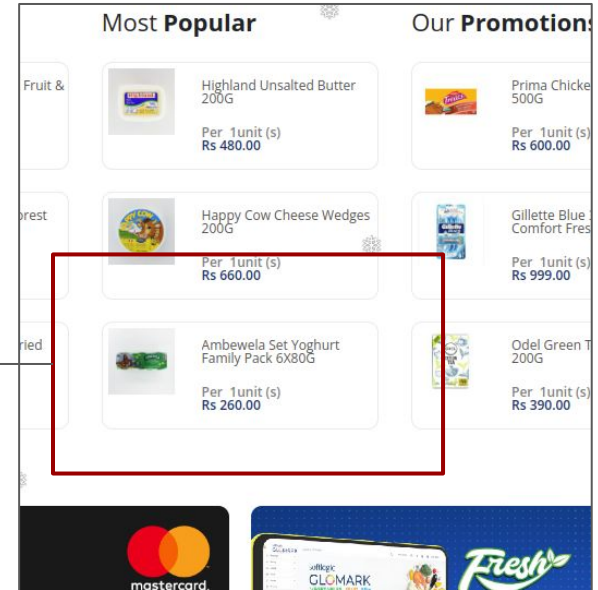 Most Popular
Our Promotions
Fruit &
Highland Unsalted Butter
200G
Per 1unit (s)
Rs 480.00
Prima Chicke
500G
Per 1unit (s)
Rs 600.00
orest
Happy Cow Cheese Wedges
200G
Per 1unit (s)
Rs 660.00
Gillette Blue
Comfort Fres
Per 1unit (s)
Rs 999.00
ried
Ambewela Set Yoghurt
Family Pack 6X80G
Per 1unit (s)
Rs 260.00
Odel Green T
200G
Per 1unit (s)
Rs 390.00
mastercard.
softlogic
GLOMARK
Fresh